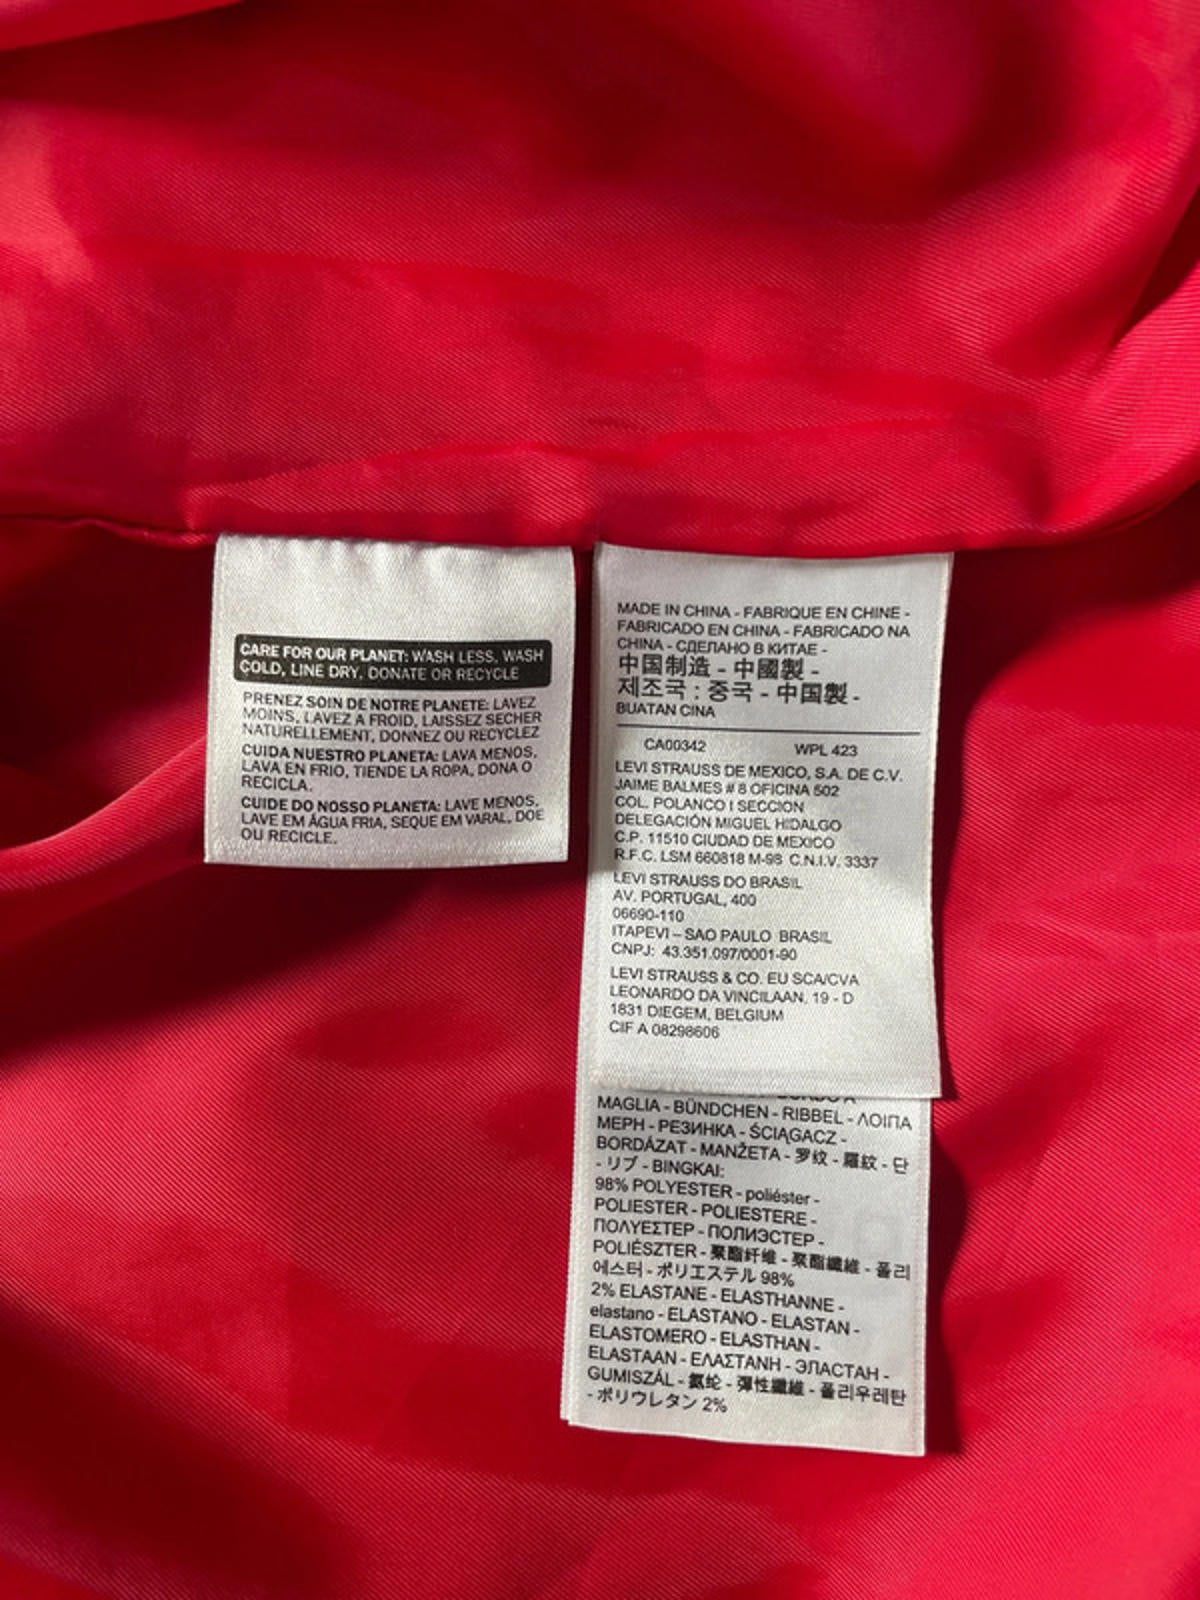 CARE FOR OUR PLANET: WASH LESS, WASH
COLD, LINE DRY, DONATE OR RECYCLE
PRENEZ SOIN DE NOTRE PLANETE: LAVEZ
MOINS, LAVEZ A FROID, LAISSEZ SECHER
NATURELLEMENT, DONNEZ OU RECYCLEZ
CUIDA NUESTRO PLANETA: LAVA MENOS,
LAVA EN FRIO, TIENDE LA ROPA, DONA O
RECICLA.
CUIDE DO NOSSO PLANETA: LAVE MENOS,
LAVE EM ÁGUA FRIA, SEQUE EM VARAL, DOE
OU RECICLE.
MADE IN CHINA - FABRIQUE EN CHINE -
FABRICADO EN CHINA - FABRICADO NA
CHINA - СДЕЛАНО В КИТАЕ -
中国制造 - 中國製 -
제조국 : 중국 - 中国製 -
BUATAN CINA
CA00342 WPL 423
LEVI STRAUSS DE MEXICO, S.A. DE C.V.
JAIME BALMES # 8 OFICINA 502
COL. POLANCO I SECCION
DELEGACIÓN MIGUEL HIDALGO
C.P. 11510 CIUDAD DE MEXICO
R.F.C. LSM 660818 M-98 C.N.I.V. 3337
LEVI STRAUSS DO BRASIL
AV. PORTUGAL, 400
06690-110
ITAPEVI – SAO PAULO BRASIL
CNPJ: 43.351.097/0001-90
LEVI STRAUSS & CO. EU SCA/CVA
LEONARDO DA VINCILAAN, 19 - D
1831 DIEGEM, BELGIUM
CIF A 08298606
MAGLIA - BÜNDCHEN - RIBBEL - ΛΟΙΠΑ
ΜΕΡΗ - РЕЗИНКА - ŚCIĄGACZ -
BORDÁZAT - MANŽETA - 罗纹 - 羅紋 - 단
- リブ - BINGKAI:
98% POLYESTER - poliéster -
POLIESTER - POLIESTERE -
ΠΟΛΥΕΣΤΕΡ - ПОЛИЭСТЕР -
POLIÉSZTER - 聚酯纤维 - 聚酯纖維 - 폴리
에스터 - ポリエステル 98%
2% ELASTANE - ELASTHANNE -
elastano - ELASTANO - ELASTAN -
ELASTOMERO - ELASTHAN -
ELASTAAN - ΕΛΑΣΤΑΝΗ - ЭЛАСТАН -
GUMISZÁL - 氨纶 - 彈性纖維 - 폴리우레탄
- ポリウレタン 2%